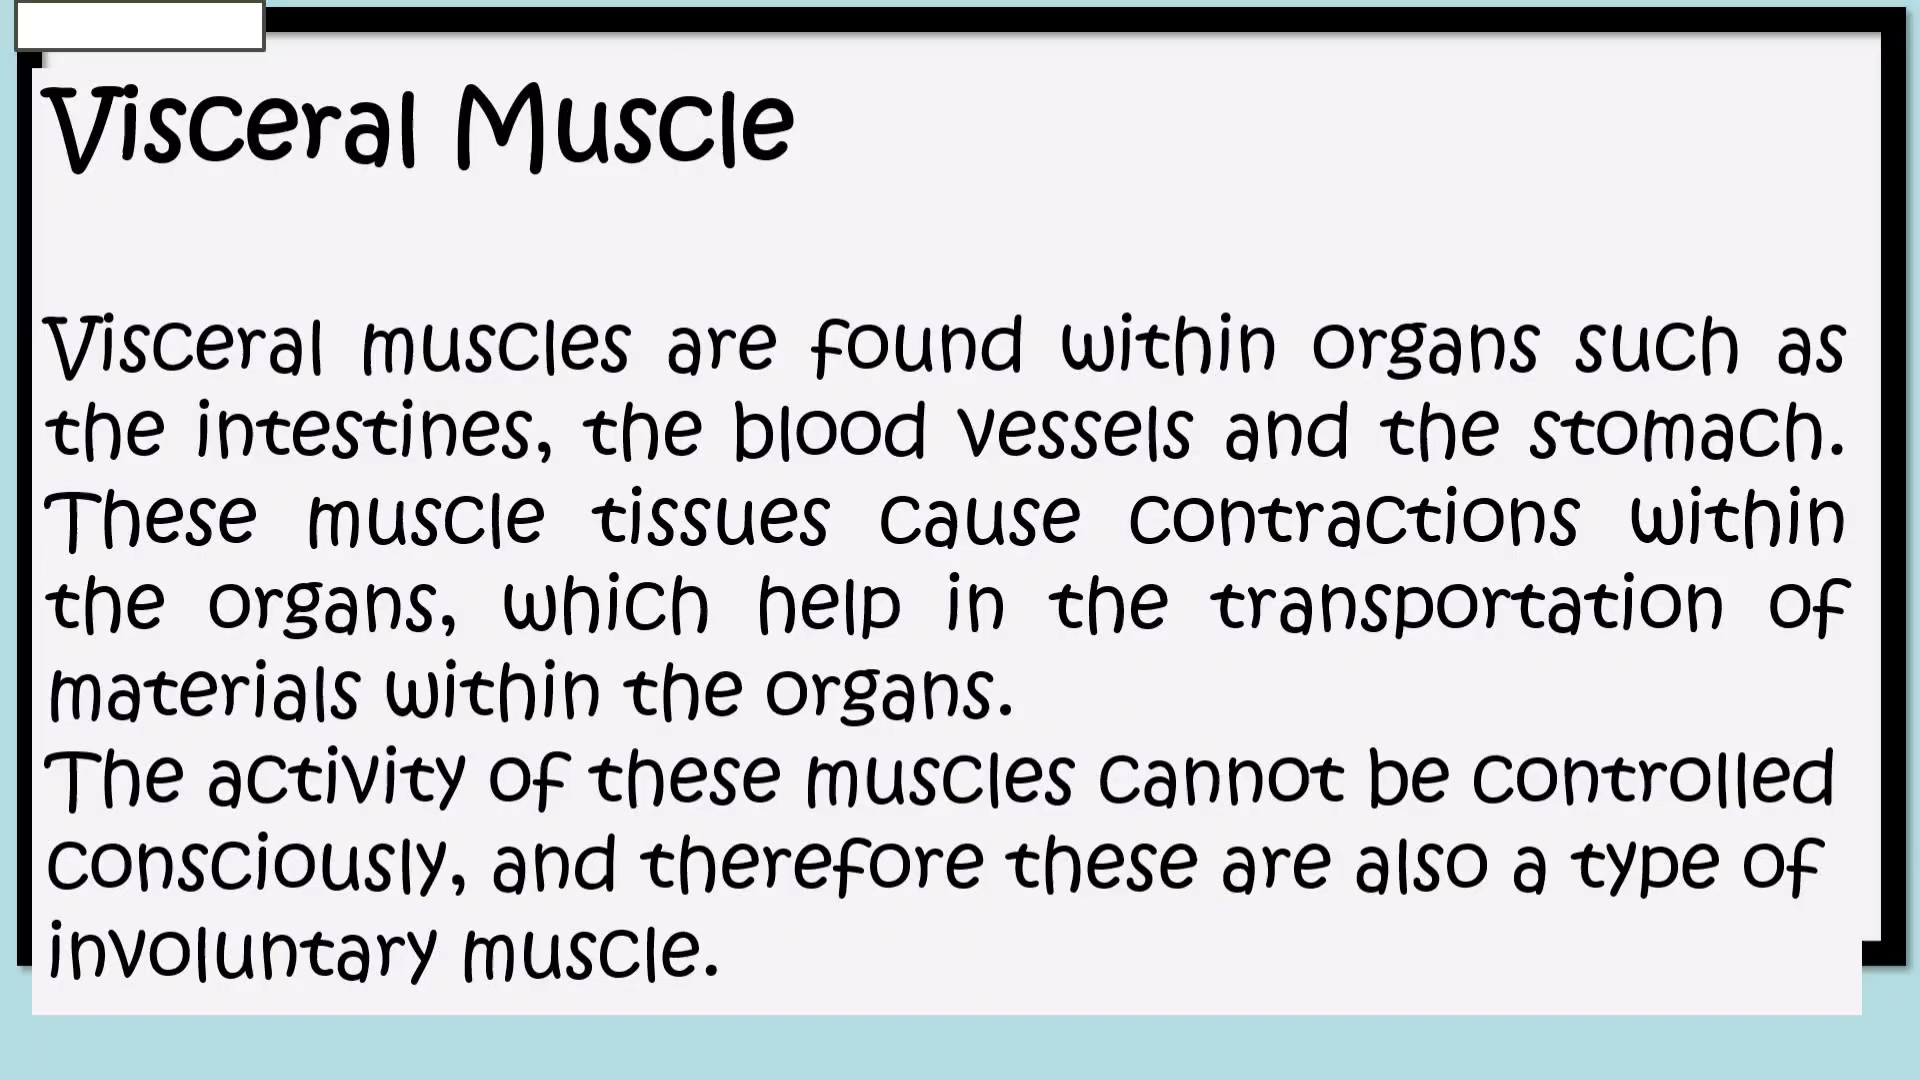 Visceral Muscle
Visceral muscles are found within organs such as
the intestines, the blood vessels and the stomach.
These muscle tissues cause contractions within
the organs, which help in the transportation of
materials within the organs.
The activity of these muscles cannot be controlled
consciously, and therefore these are also a type of
involuntary muscle.